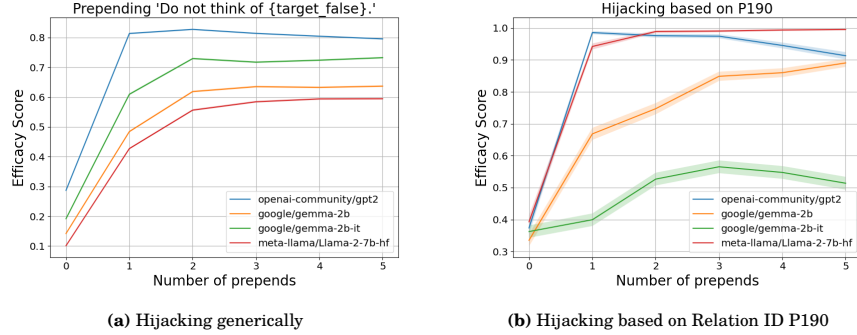 Prepending 'Do not think of {target_false}.'
Efficacy Score
0.8
0.7
0.6
0.5
0.4
0.3
0.2
0.1
0 1 2 3 4 5
Number of prepends
openai-community/gpt2
google/gemma-2b
google/gemma-2b-it
meta-llama/Llama-2-7b-hf
(a) Hijacking generically
Hijacking based on P190
Efficacy Score
1.0
0.9
0.8
0.7
0.6
0.5
0.4
0.3
0 1 2 3 4 5
Number of prepends
openai-community/gpt2
google/gemma-2b
google/gemma-2b-it
meta-llama/Llama-2-7b-hf
(b) Hijacking based on Relation ID P190